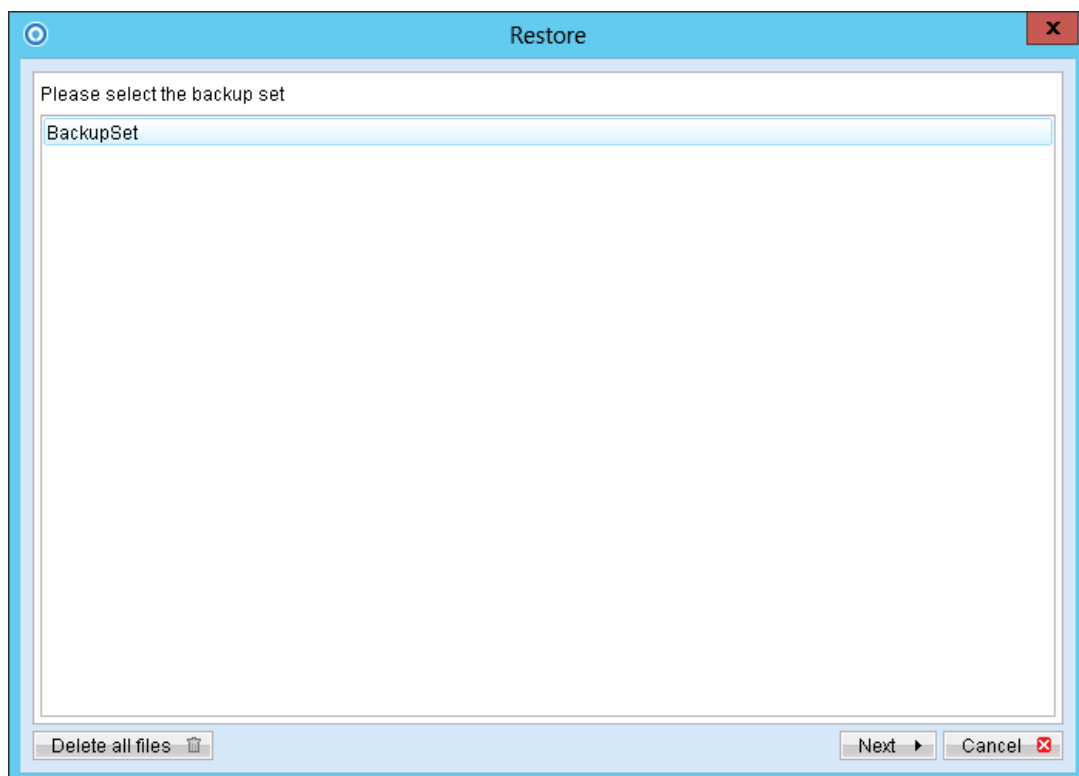 Restore
x
Please select the backup set
BackupSet
Delete all files
Next
Cancel